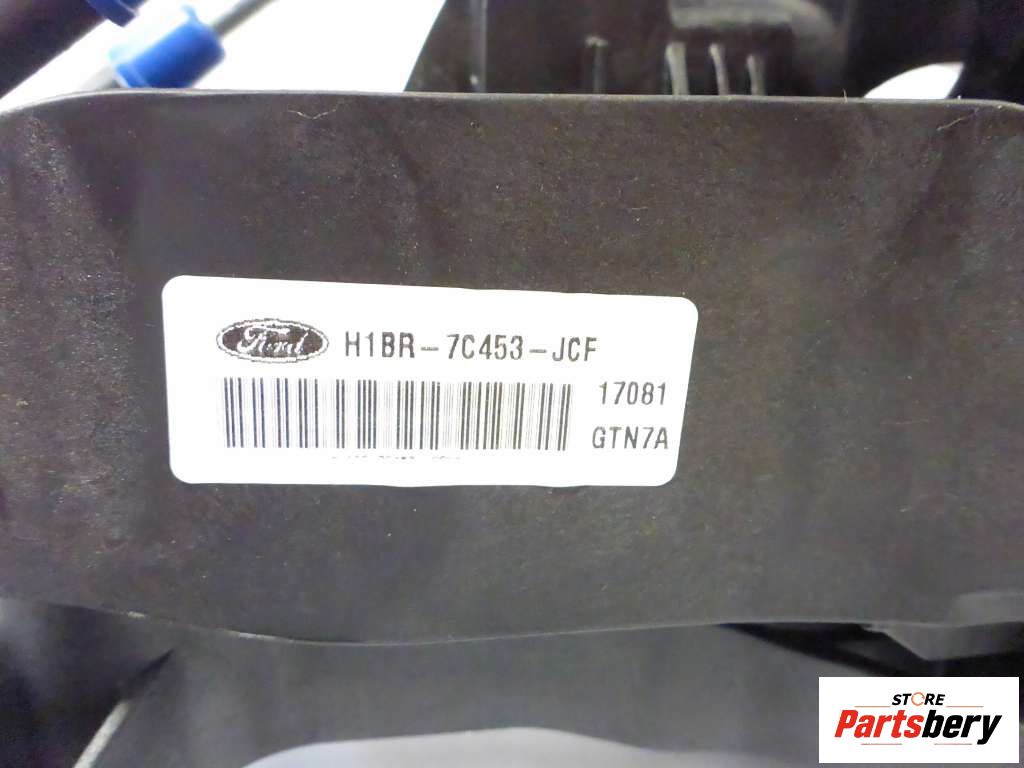 Ford H1BR-7C453-JCF
17081
GTN7A
STORE
Partsbery